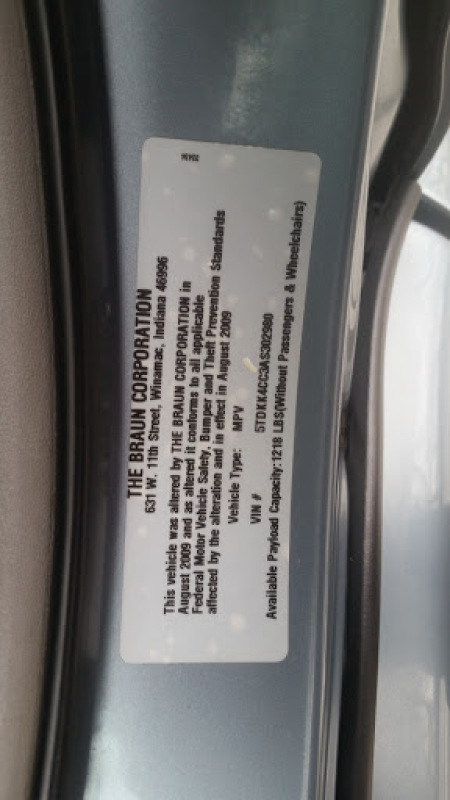 THE BRAUN CORPORATION
631 W. 11th Street, Winamac, Indiana 46996
This vehicle was altered by THE BRAUN CORPORATION in
August 2009 and as altered it conforms to all applicable
Federal Motor Vehicle Safety, Bumper and Theft Prevention Standards
affected by the alteration and in effect in August 2009
Vehicle Type: MPV
VIN # 5TDKK4CC3AS302980
Available Payload Capacity:1218 LBS(Without Passengers & Wheelchairs)